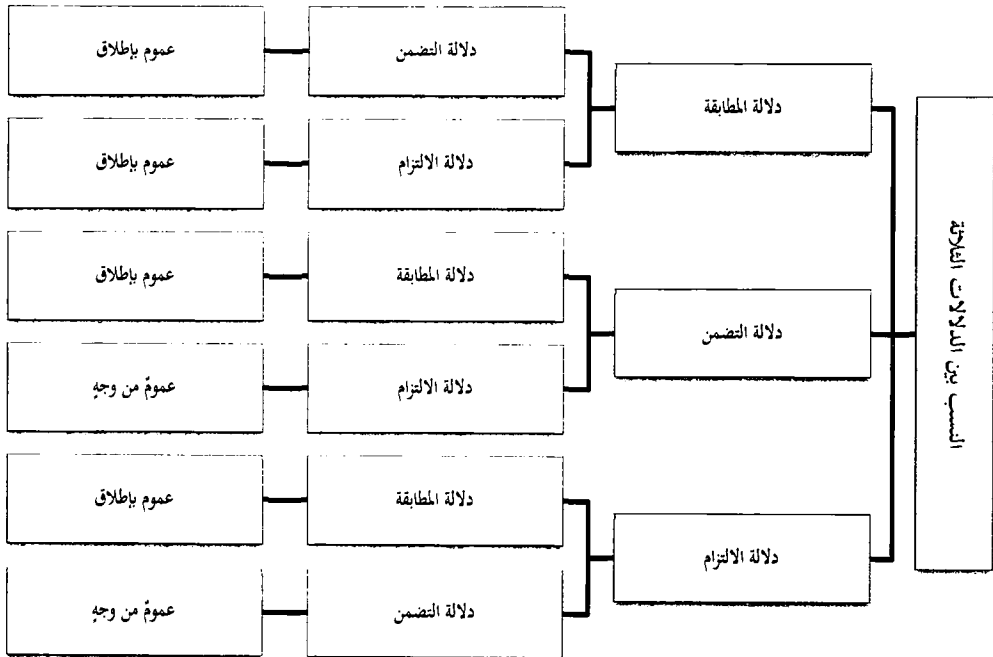 النسب بين الدلالات الثلاثة
دلالة المطابقة
دلالة التضمن
عموم بإطلاق
دلالة الالتزام
عموم بإطلاق
دلالة التضمن
دلالة المطابقة
عموم بإطلاق
دلالة الالتزام
عمومٌ من وجهٍ
دلالة الالتزام
دلالة المطابقة
عموم بإطلاق
دلالة التضمن
عمومٌ من وجهٍ